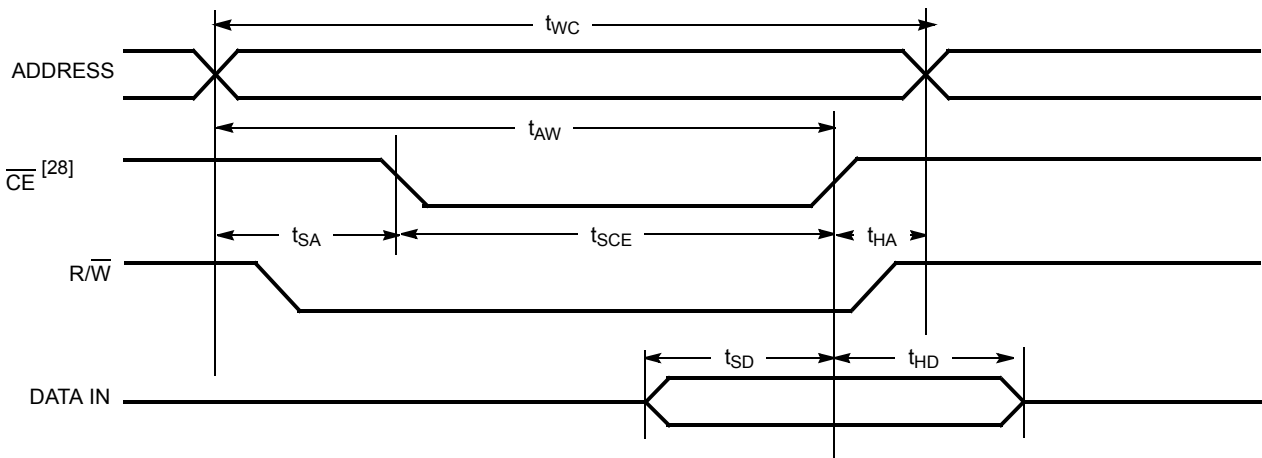 tWC
ADDRESS
tAW
CE [28]
tSA
tSCE
tHA
R/W
tSD
tHD
DATA IN